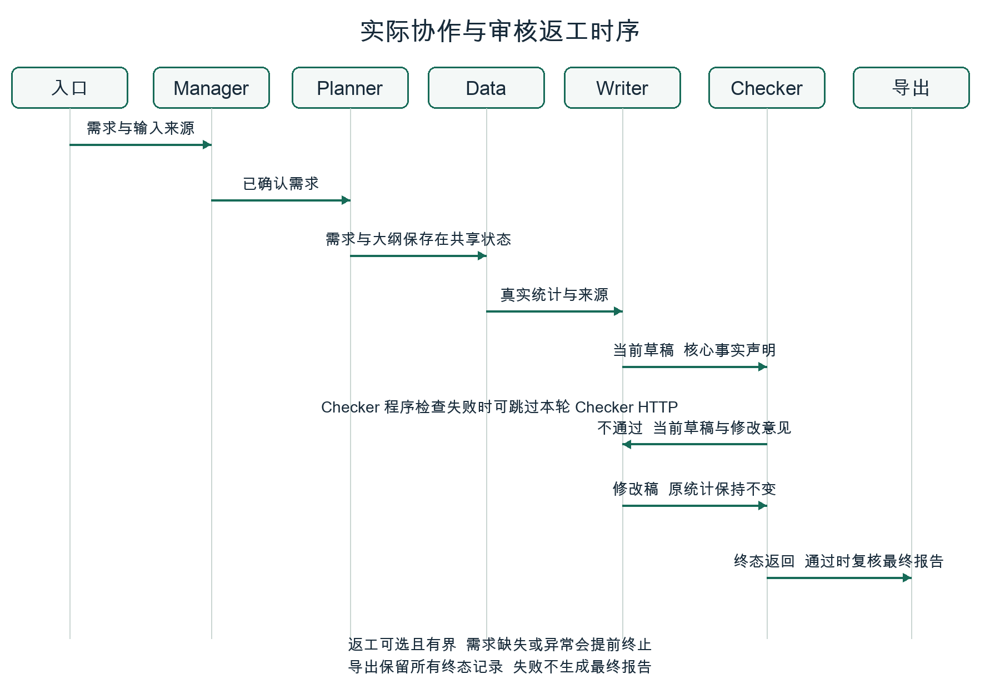 实际协作与审核返工时序
入口
Manager
Planner
Data
Writer
Checker
导出
需求与输入来源
已确认需求
需求与大纲保存在共享状态
真实统计与来源
当前草稿 核心事实声明
Checker 程序检查失败时可跳过本轮 Checker HTTP
不通过 当前草稿与修改意见
修改稿 原统计保持不变
终态返回 通过时复核最终报告
返工可选且有界 需求缺失或异常会提前终止
导出保留所有终态记录 失败不生成最终报告